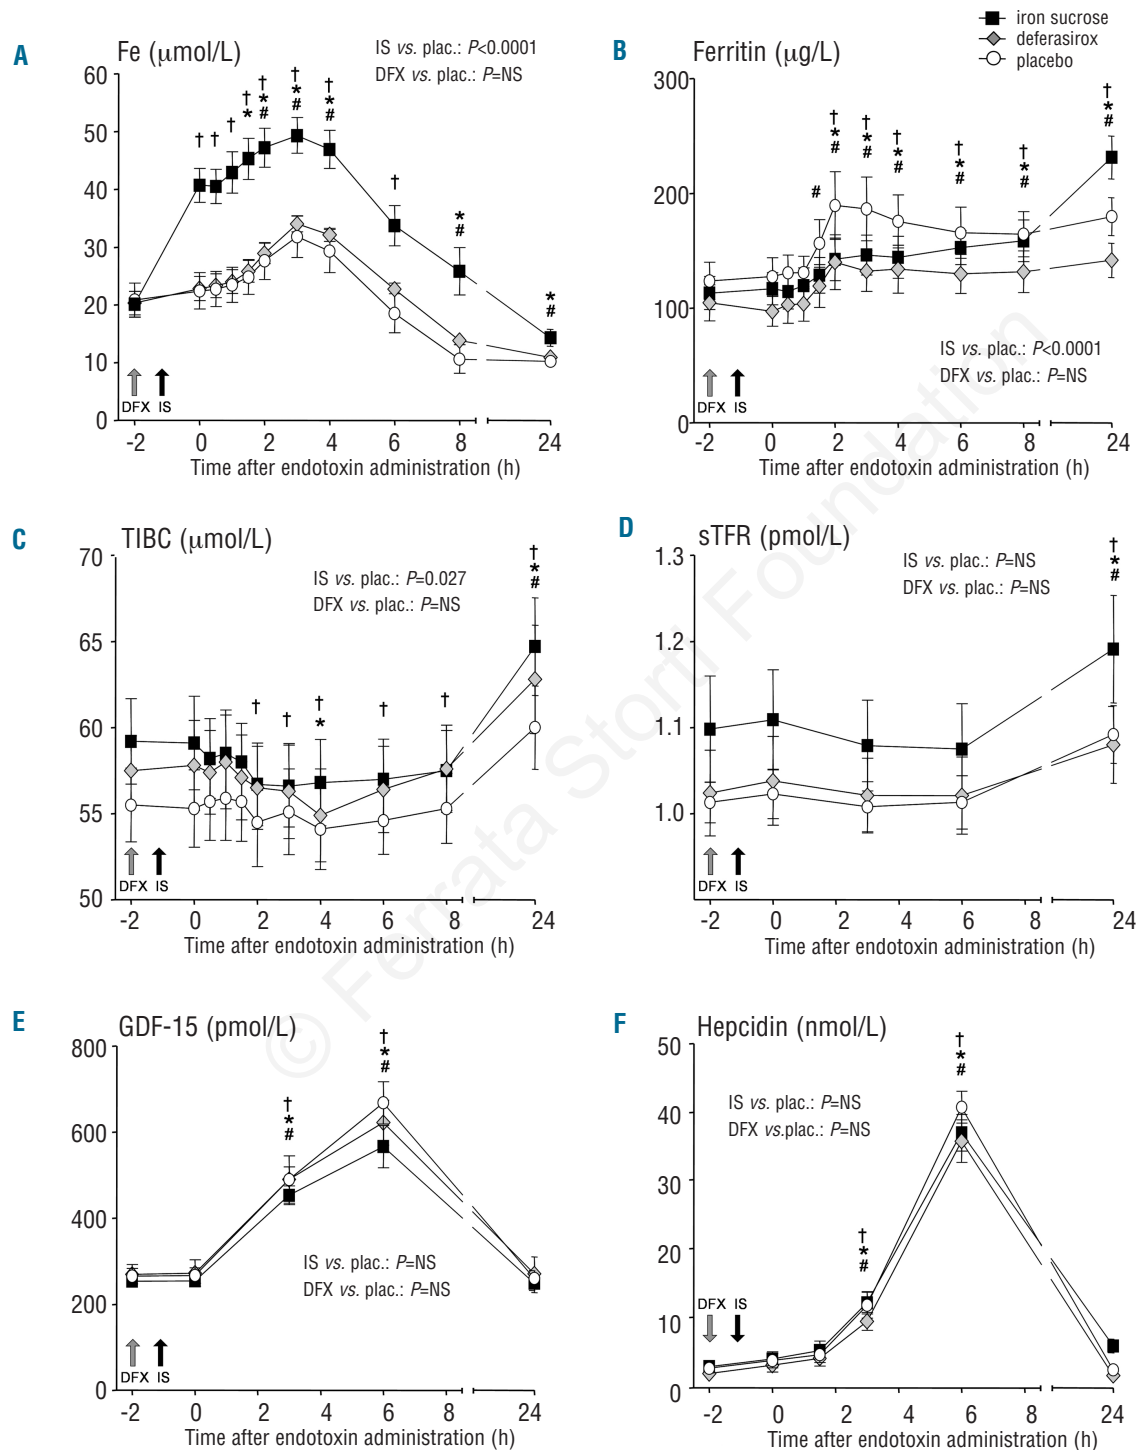 iron sucrose
deferasirox
placebo
A
Fe (μmol/L)
IS vs. plac.: P<0.0001
DFX vs. plac.: P=NS
60
50
40
30
20
10
0
† † † † † † † † 
* * * * * *
# # # # #
DFX IS
-2 0 2 4 6 8 24
Time after endotoxin administration (h)
B
Ferritin (μg/L)
300
200
100
0
† † † † † †
* * * * * *
# # # # # # #
IS vs. plac.: P<0.0001
DFX vs. plac.: P=NS
DFX IS
-2 0 2 4 6 8 24
Time after endotoxin administration (h)
C
TIBC (μmol/L)
IS vs. plac.: P=0.027
DFX vs. plac.: P=NS
70
65
60
55
50
† † † † † †
* *
#
DFX IS
-2 0 2 4 6 8 24
Time after endotoxin administration (h)
D
sTFR (pmol/L)
IS vs. plac.: P=NS
DFX vs. plac.: P=NS
1.3
1.2
1.1
1.0
†
*
#
DFX IS
-2 0 2 4 6 8 24
Time after endotoxin administration (h)
E
GDF-15 (pmol/L)
800
600
400
200
0
† †
* *
# #
IS vs. plac.: P=NS
DFX vs. plac.: P=NS
DFX IS
-2 0 2 4 6 8 24
Time after endotoxin administration (h)
F
Hepcidin (nmol/L)
50
40
30
20
10
0
† †
* *
# #
IS vs. plac.: P=NS
DFX vs.plac.: P=NS
DFX IS
-2 0 2 4 6 8 24
Time after endotoxin administration (h)
© Ferrata Storti Foundation